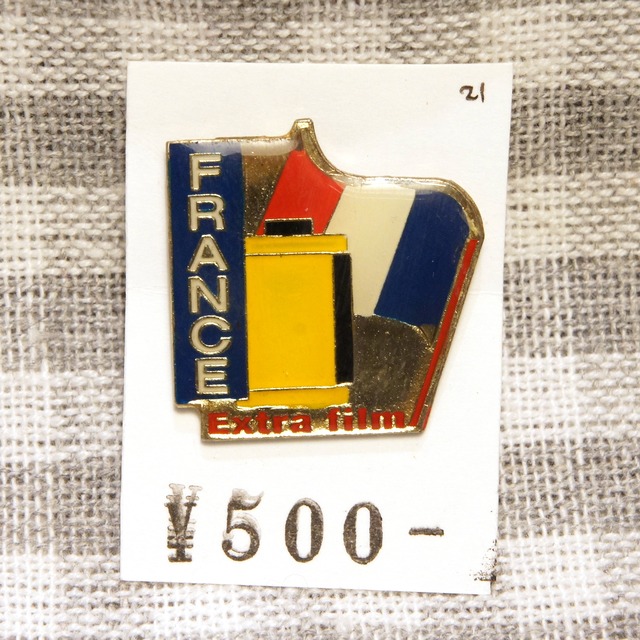 21
FRANCE
Extra film
¥500-